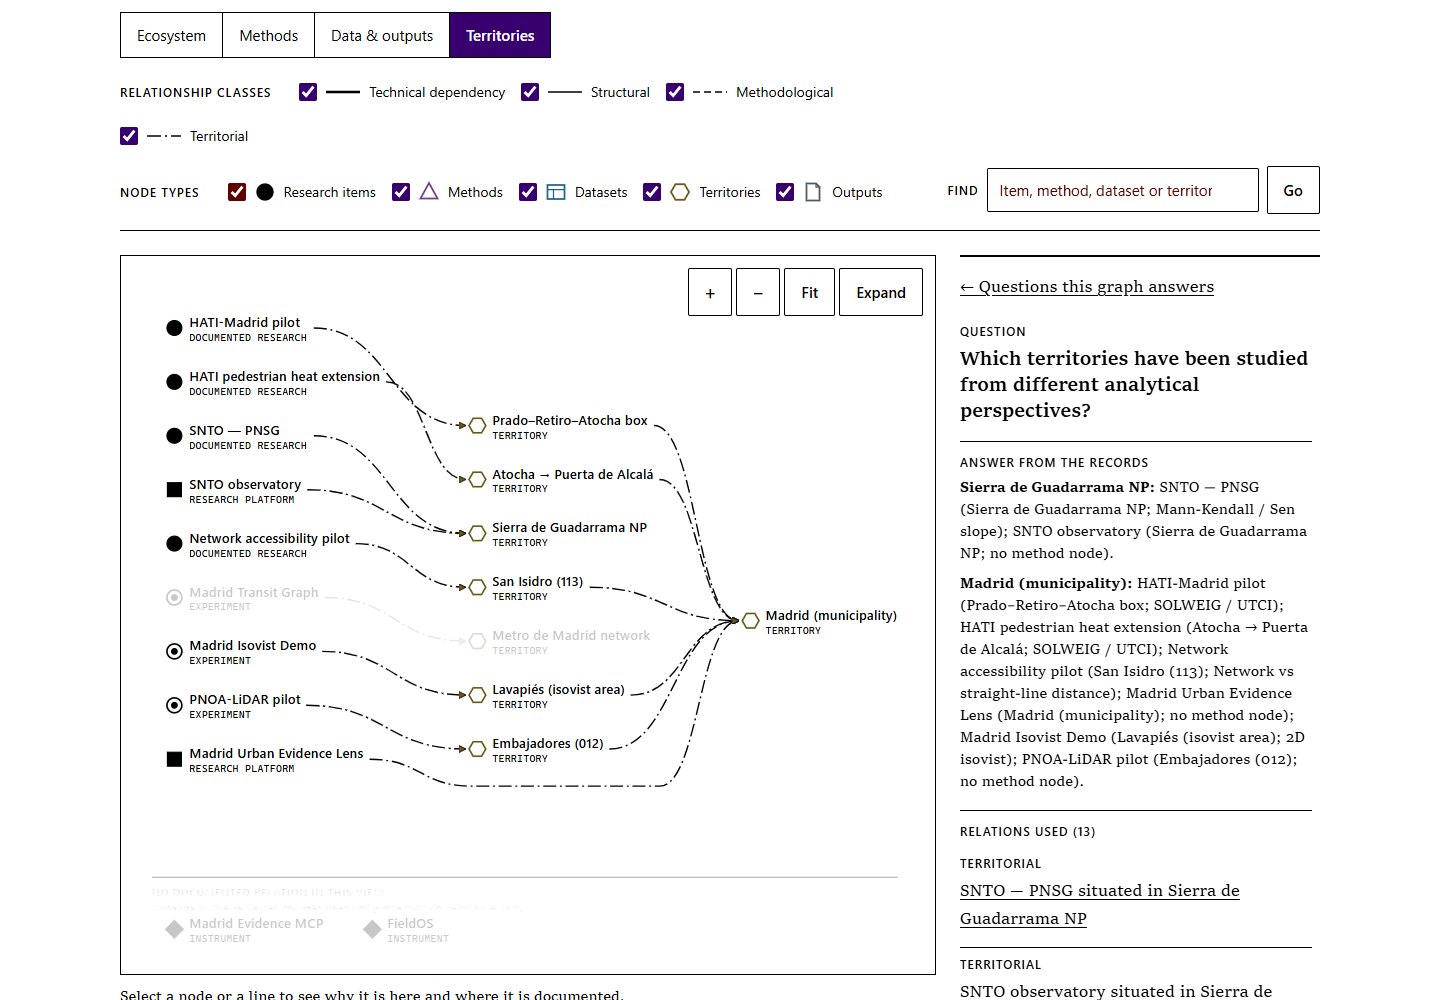 Ecosystem Methods Data & outputs Territories
RELATIONSHIP CLASSES Technical dependency Structural Methodological
Territorial
NODE TYPES Research items Methods Datasets Territories Outputs FIND Item, method, dataset or territor Go
+ − Fit Expand
HATI-Madrid pilot
DOCUMENTED RESEARCH
HATI pedestrian heat extension
DOCUMENTED RESEARCH
SNTO — PNSG
DOCUMENTED RESEARCH
SNTO observatory
RESEARCH PLATFORM
Network accessibility pilot
DOCUMENTED RESEARCH
Madrid Transit Graph
EXPERIMENT
Madrid Isovist Demo
EXPERIMENT
PNOA-LiDAR pilot
EXPERIMENT
Madrid Urban Evidence Lens
RESEARCH PLATFORM
Prado–Retiro–Atocha box
TERRITORY
Atocha → Puerta de Alcalá
TERRITORY
Sierra de Guadarrama NP
TERRITORY
San Isidro (113)
TERRITORY
Metro de Madrid network
TERRITORY
Lavapiés (isovist area)
TERRITORY
Embajadores (012)
TERRITORY
Madrid (municipality)
TERRITORY
NO DOCUMENTED RELATION IN THIS VIEW
Madrid Evidence MCP
INSTRUMENT
FieldOS
INSTRUMENT
Select a node or a line to see why it is here and where it is documented.
← Questions this graph answers
QUESTION
Which territories have been studied
from different analytical
perspectives?
ANSWER FROM THE RECORDS
Sierra de Guadarrama NP: SNTO — PNSG
(Sierra de Guadarrama NP; Mann-Kendall / Sen
slope); SNTO observatory (Sierra de Guadarrama
NP; no method node).
Madrid (municipality): HATI-Madrid pilot
(Prado–Retiro–Atocha box; SOLWEIG / UTCI);
HATI pedestrian heat extension (Atocha → Puerta
de Alcalá; SOLWEIG / UTCI); Network
accessibility pilot (San Isidro (113); Network vs
straight-line distance); Madrid Urban Evidence
Lens (Madrid (municipality); no method node);
Madrid Isovist Demo (Lavapiés (isovist area); 2D
isovist); PNOA-LiDAR pilot (Embajadores (012);
no method node).
RELATIONS USED (13)
TERRITORIAL
SNTO — PNSG situated in Sierra de
Guadarrama NP
TERRITORIAL
SNTO observatory situated in Sierra de